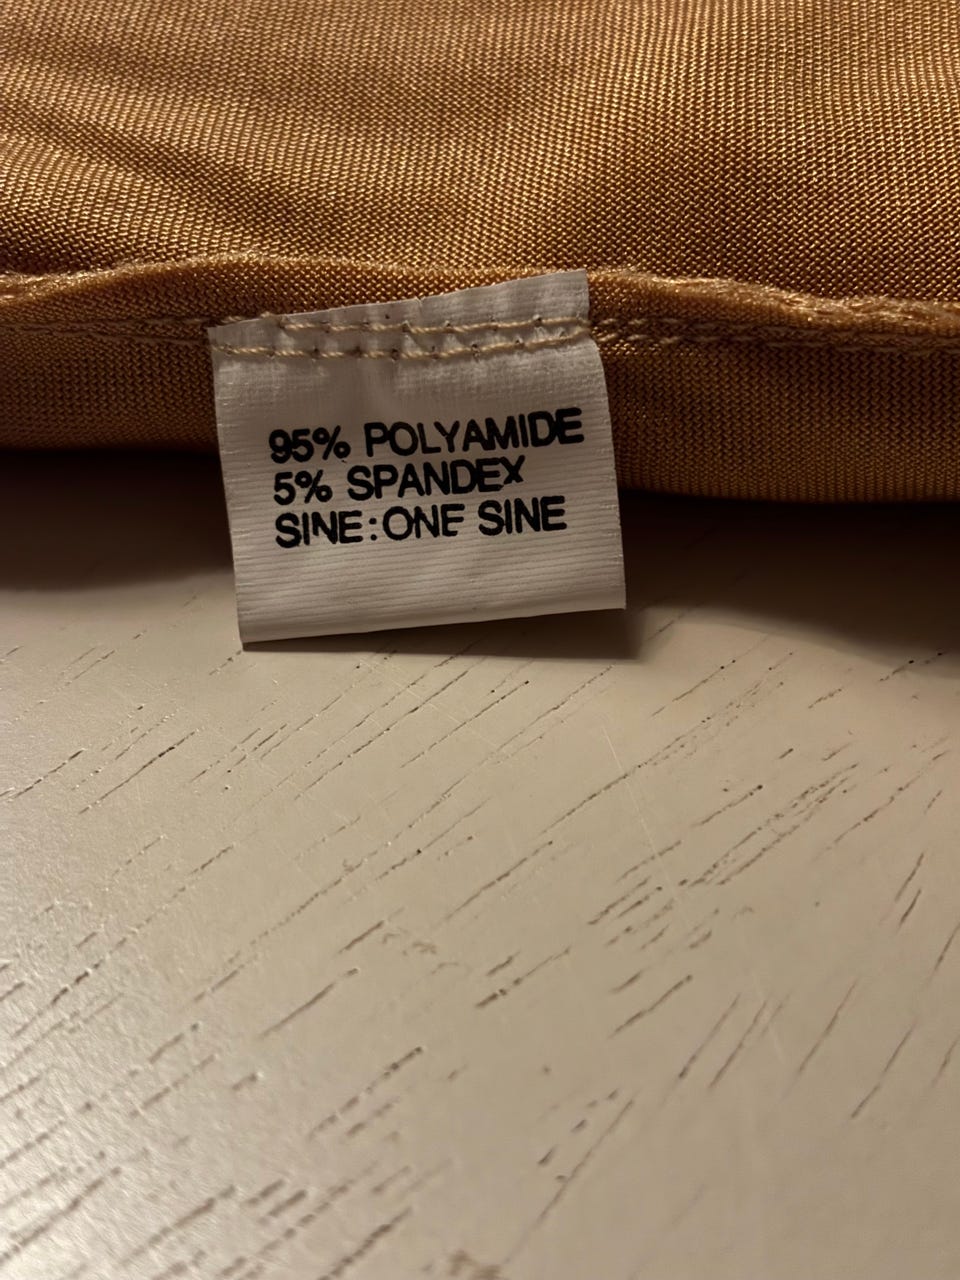 95% POLYAMIDE
5% SPANDEX
SINE:ONE SINE